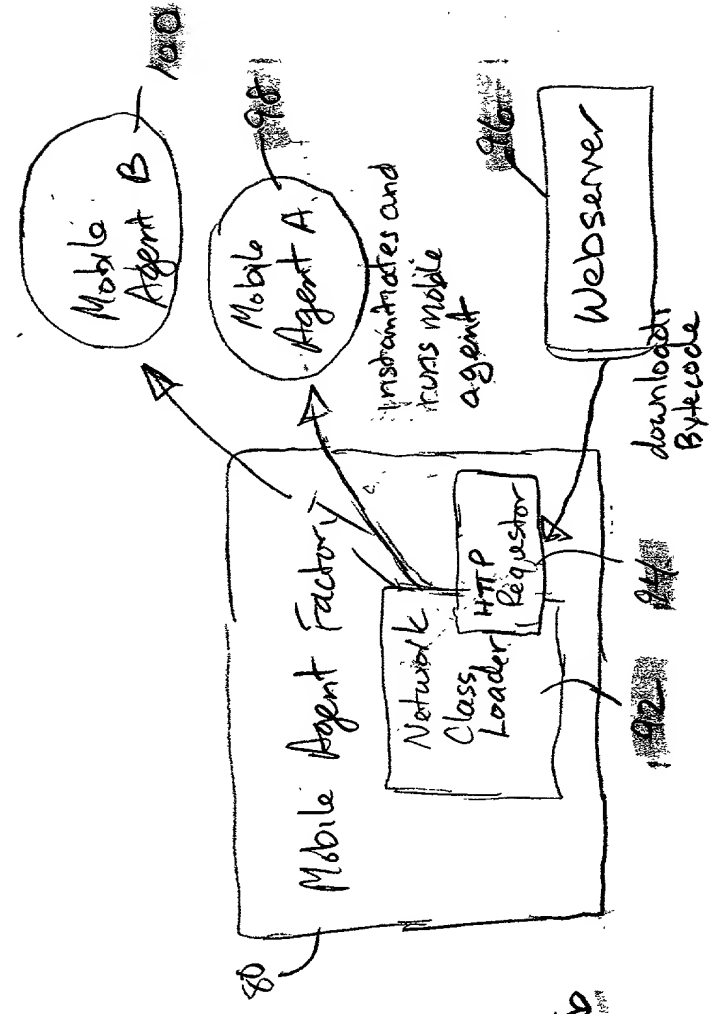 Mobile
Agent B
100
Mobile
Agent A
98
instantiates and
runs mobile
agent
96
Webserver
downloads
Bytecode
Mobile Agent Factory
Network
Class
Loader
HTTP
Requestor
94
92
80